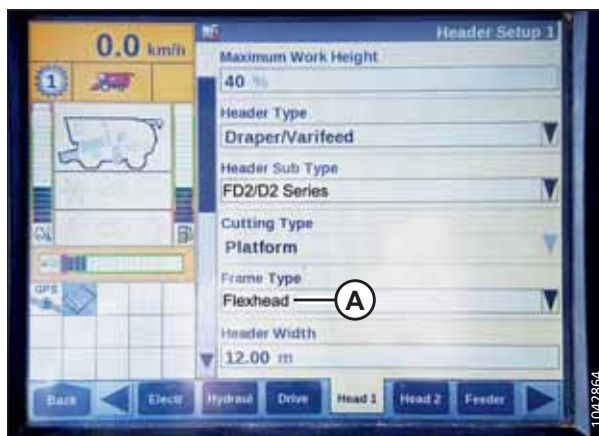 0.0 km/h
Header Setup 1
Maximum Work Height
40 %
1
Header Type
Draper/Varifeed
Header Sub Type
FD2/D2 Series
Cutting Type
Platform
Frame Type
GPS
Flexhead
A
Header Width
12.00 m
Back
Electr
Hydraul
Drive
Head 1
Head 2
Feeder
1042864